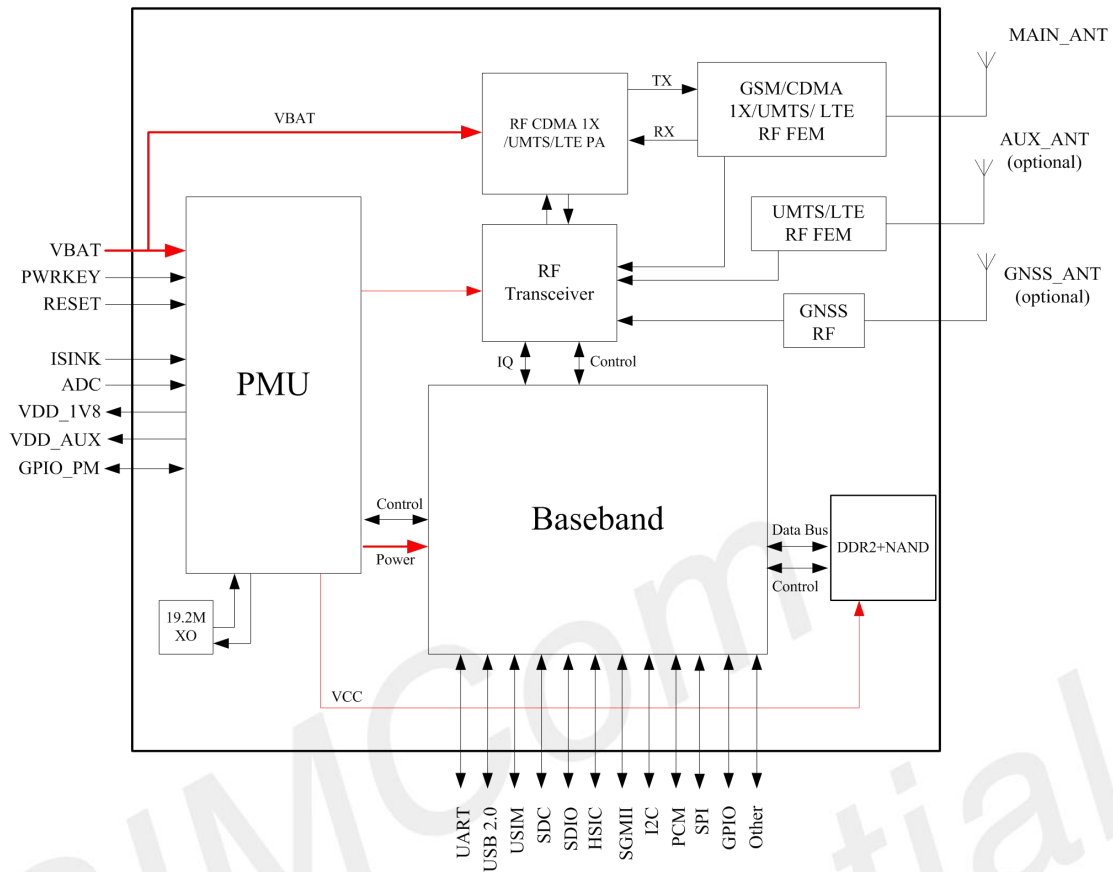 MAIN_ANT
TX
GSM/CDMA
1X/UMTS/ LTE
RF FEM
VBAT
RF CDMA 1X
/UMTS/LTE PA
RX
AUX_ANT
(optional)
UMTS/LTE
RF FEM
VBAT
PWRKEY
RESET
RF
Transceiver
GNSS_ANT
(optional)
GNSS
RF
ISINK
ADC
VDD_1V8
VDD_AUX
GPIO_PM
PMU
IQ
Control
Control
Power
Baseband
Data Bus
Control
DDR2+NAND
19.2M
XO
VCC
UART
USB 2.0
USIM
SDC
SDIO
HSIC
SGMII
I2C
PCM
SPI
GPIO
Other